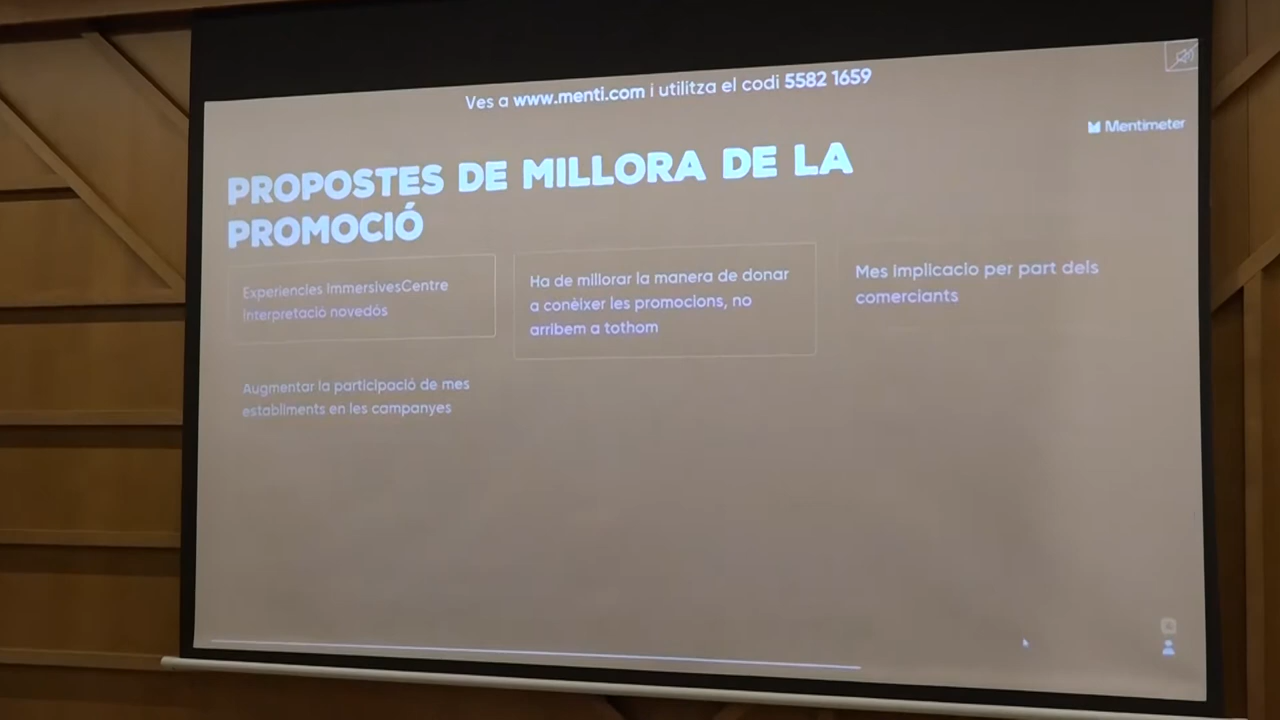 Ves a www.menti.com i utilitza el codi 5582 1659
Mentimeter
PROPOSTES DE MILLORA DE LA
PROMOCIÓ
Experiencies ImmersivesCentre
Interpretació novedós
Ha de millorar la manera de donar
a conèixer les promocions, no
arribem a tothom
Mes implicacio per part dels
comerciants
Augmentar la participació de mes
establiments en les campanyes